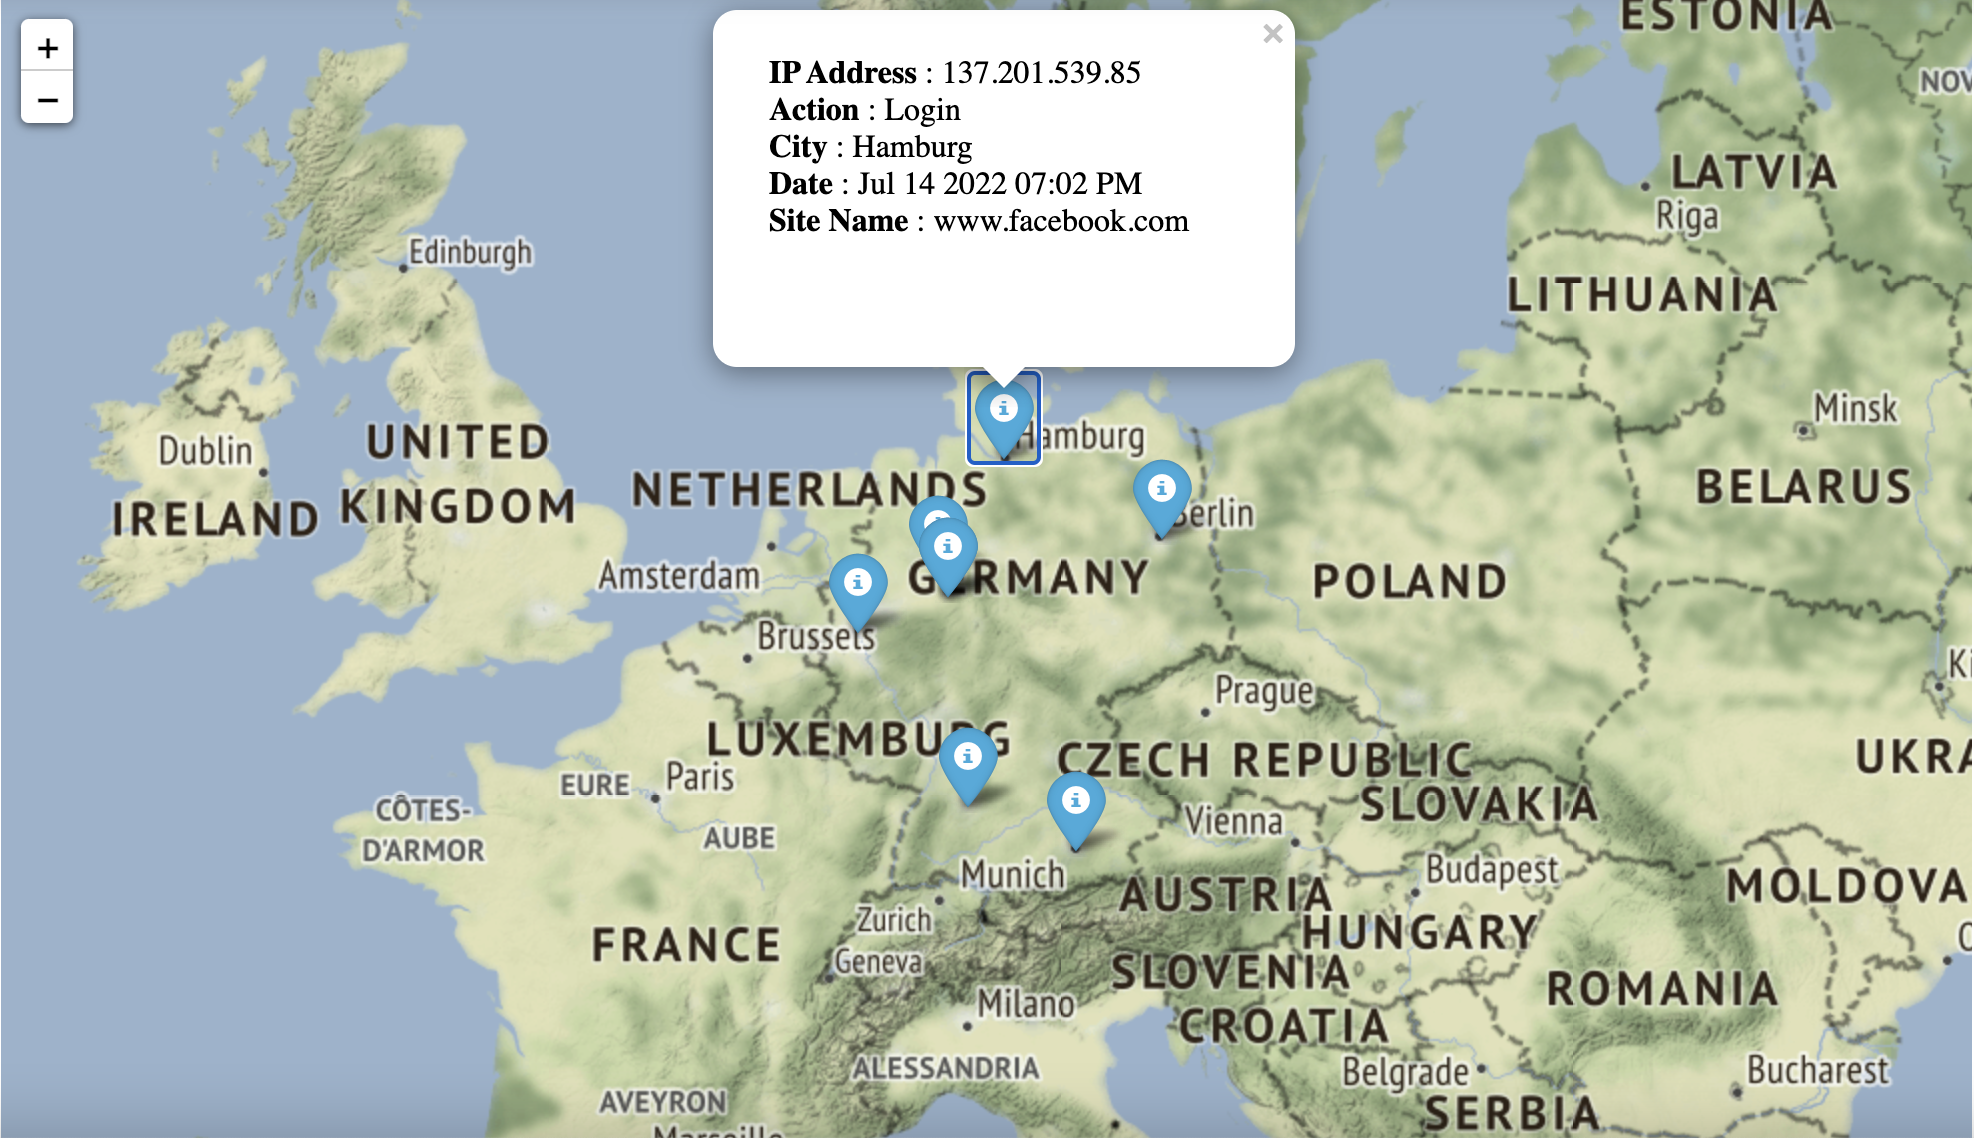 +
−
×
IP Address : 137.201.539.85
Action : Login
City : Hamburg
Date : Jul 14 2022 07:02 PM
Site Name : www.facebook.com
ESTONIA
LATVIA
Riga
Edinburgh
LITHUANIA
Minsk
Hamburg
Dublin
UNITED
KINGDOM
IRELAND
NETHERLANDS
BELARUS
Berlin
Amsterdam
GERMANY
POLAND
Brussels
Prague
LUXEMBURG
CZECH REPUBLIC
EURE
Paris
SLOVAKIA
CÔTES-
D'ARMOR
AUBE
Vienna
Munich
Budapest
AUSTRIA
MOLDOVA
Zurich
HUNGARY
FRANCE
Geneva
SLOVENIA
ROMANIA
Milano
CROATIA
ALESSANDRIA
Belgrade
Bucharest
AVEYRON
SERBIA